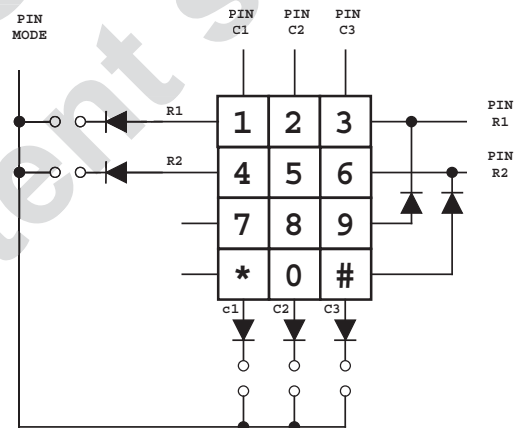 PIN
MODE
PIN
C1
PIN
C2
PIN
C3
R1
1 2 3
PIN
R1
R2
4 5 6
PIN
R2
7 8 9
* 0 #
c1 C2 C3